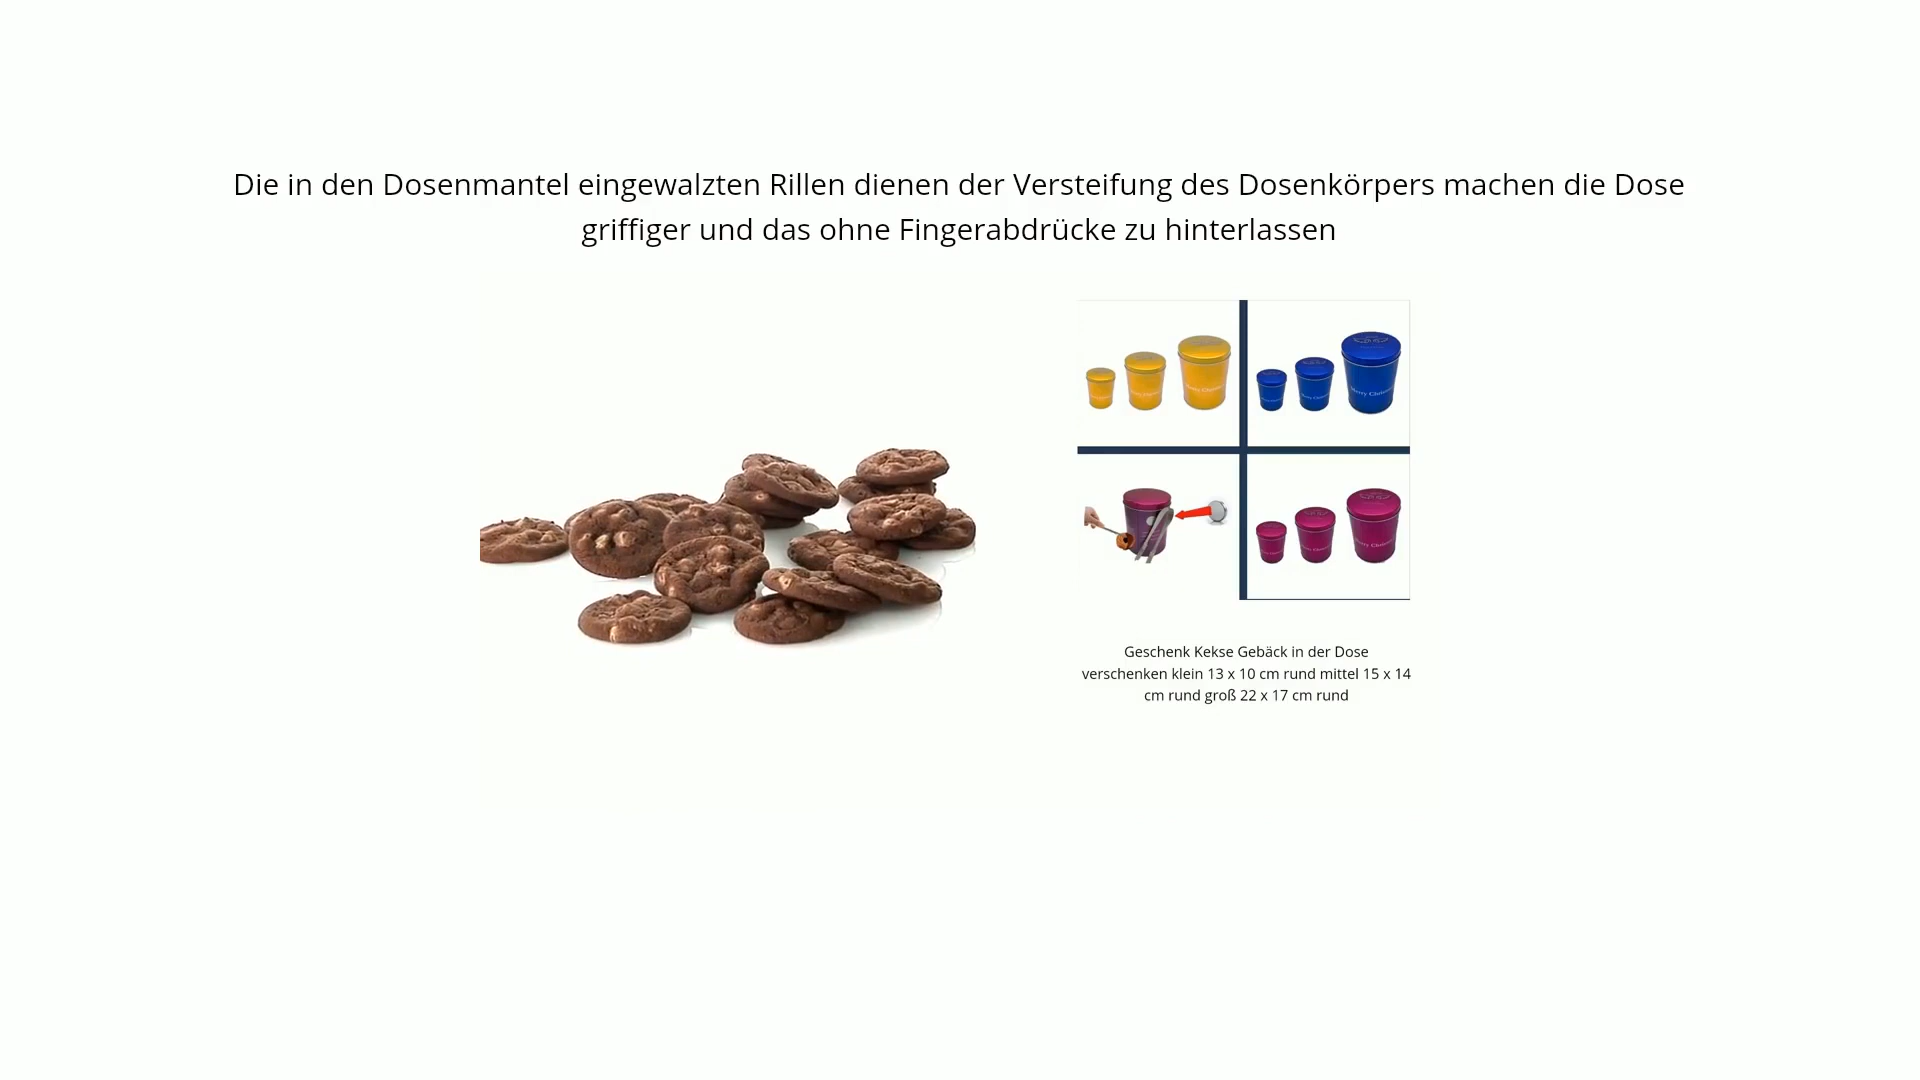 Die in den Dosenmantel eingewalzten Rillen dienen der Versteifung des Dosenkörpers machen die Dose
griffiger und das ohne Fingerabdrücke zu hinterlassen
Geschenk Kekse Gebäck in der Dose
verschenken klein 13 x 10 cm rund mittel 15 x 14
cm rund groß 22 x 17 cm rund